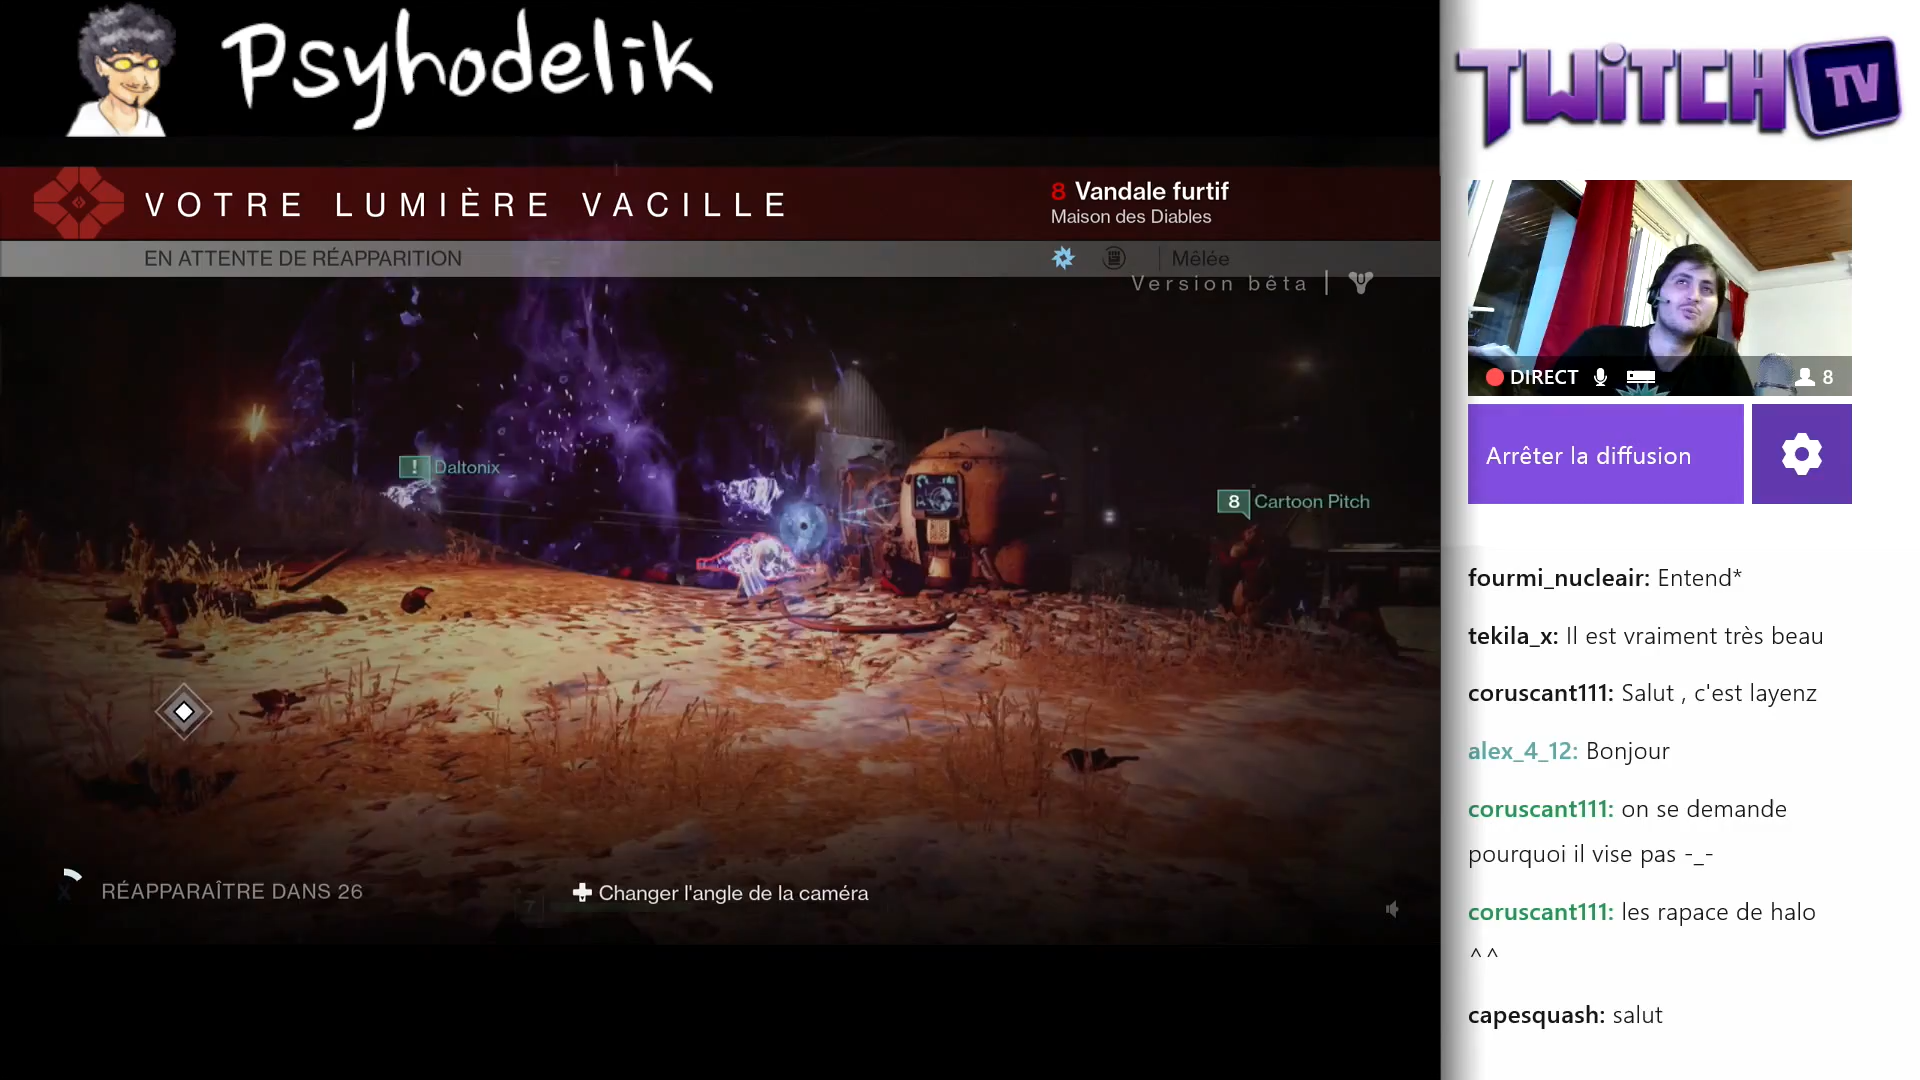 Psyhodelik
TWITCH TV
VOTRE LUMIÈRE VACILLE
8 Vandale furtif
Maison des Diables
EN ATTENTE DE RÉAPPARITION
Mêlée
Version bêta
! Daltonix
8 Cartoon Pitch
X RÉAPPARAÎTRE DANS 26
7
Changer l'angle de la caméra
DIRECT
8
Arrêter la diffusion
fourmi_nucleair: Entend*
tekila_x: Il est vraiment très beau
coruscant111: Salut , c'est layenz
alex_4_12: Bonjour
coruscant111: on se demande
pourquoi il vise pas -_-
coruscant111: les rapace de halo
^^
capesquash: salut